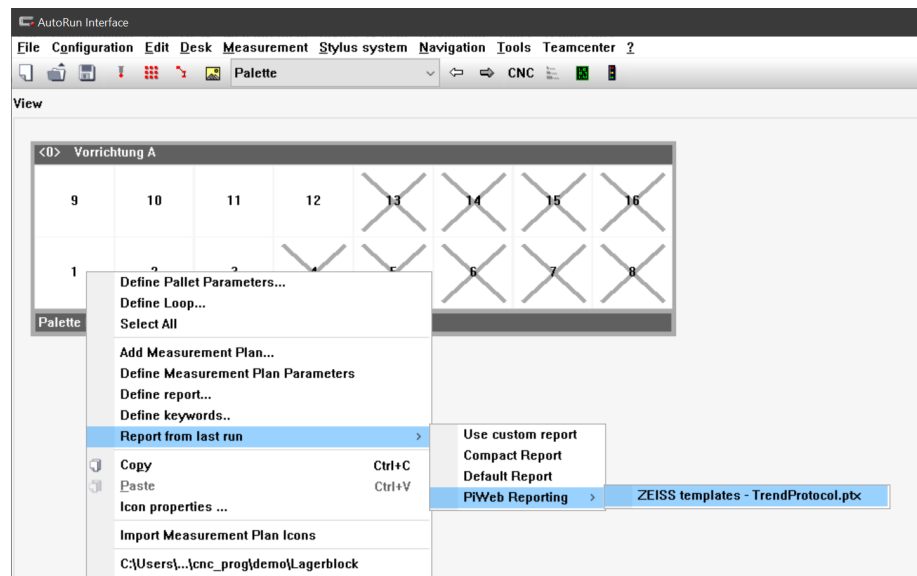 AutoRun Interface
File Configuration Edit Desk Measurement Stylus system Navigation Tools Teamcenter ?
Palette CNC
View
<0> Vorrichtung A
9 10 11 12 13 14 15 16
1 2 3 4 5 6 7 8
Palette
Define Pallet Parameters...
Define Loop...
Select All
Add Measurement Plan...
Define Measurement Plan Parameters
Define report...
Define keywords..
Report from last run >
Use custom report
Compact Report
Default Report
PiWeb Reporting >
ZEISS templates - TrendProtocol.ptx
Copy Ctrl+C
Paste Ctrl+V
Icon properties ...
Import Measurement Plan Icons
C:\Users\...\cnc_prog\demo\Lagerblock